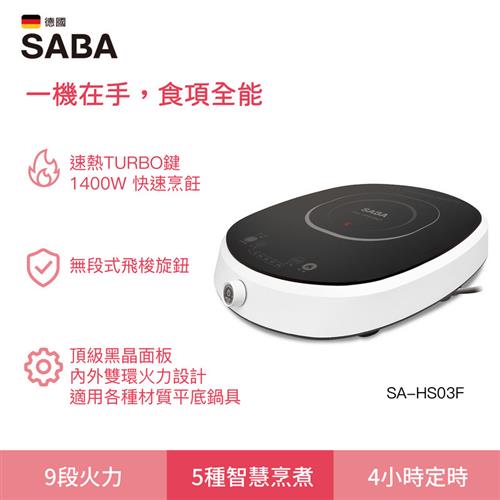 德國
SABA
一機在手，食項全能
速熱TURBO鍵
1400W 快速烹飪
無段式飛梭旋鈕
頂級黑晶面板
內外雙環火力設計
適用各種材質平底鍋具
SABA
SA-HS03F
9段火力
5種智慧烹煮
4小時定時